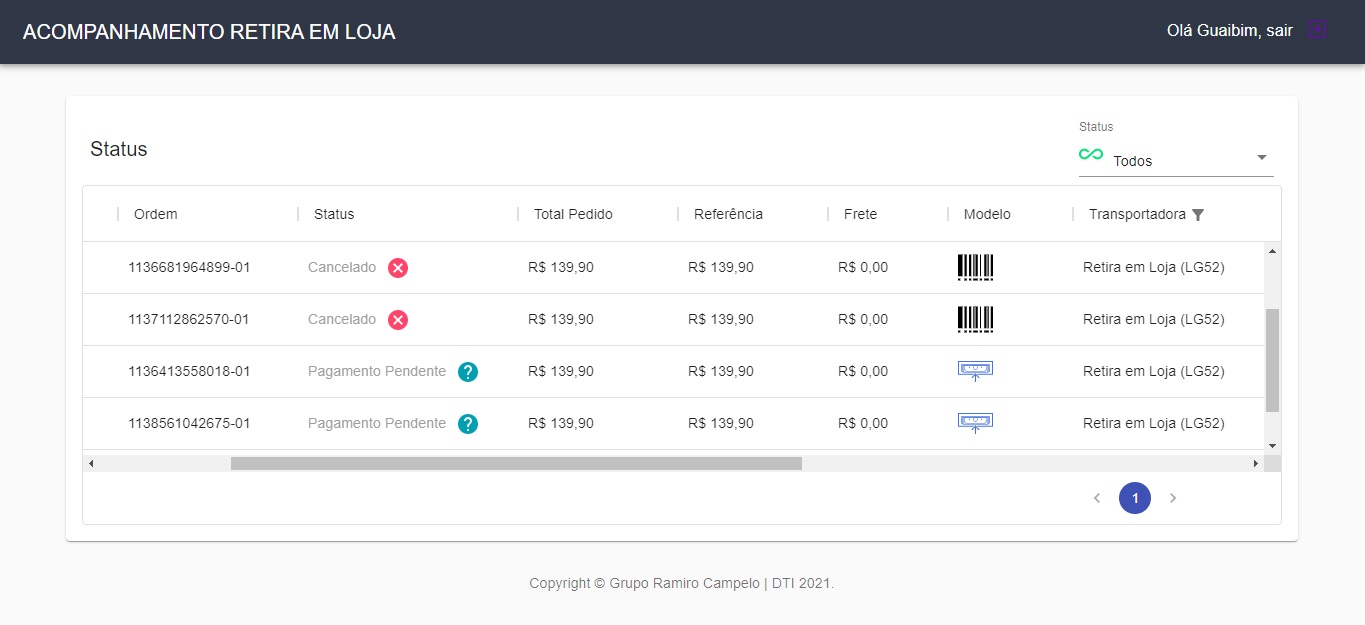 ACOMPANHAMENTO RETIRA EM LOJA
Olá Guaibim, sair
Status
Status
Todos
Ordem Status Total Pedido Referência Frete Modelo Transportadora
1136681964899-01 Cancelado R$ 139,90 R$ 139,90 R$ 0,00 Retira em Loja (LG52)
1137112862570-01 Cancelado R$ 139,90 R$ 139,90 R$ 0,00 Retira em Loja (LG52)
1136413558018-01 Pagamento Pendente ? R$ 139,90 R$ 139,90 R$ 0,00 Retira em Loja (LG52)
1138561042675-01 Pagamento Pendente ? R$ 139,90 R$ 139,90 R$ 0,00 Retira em Loja (LG52)
1
Copyright © Grupo Ramiro Campelo | DTI 2021.